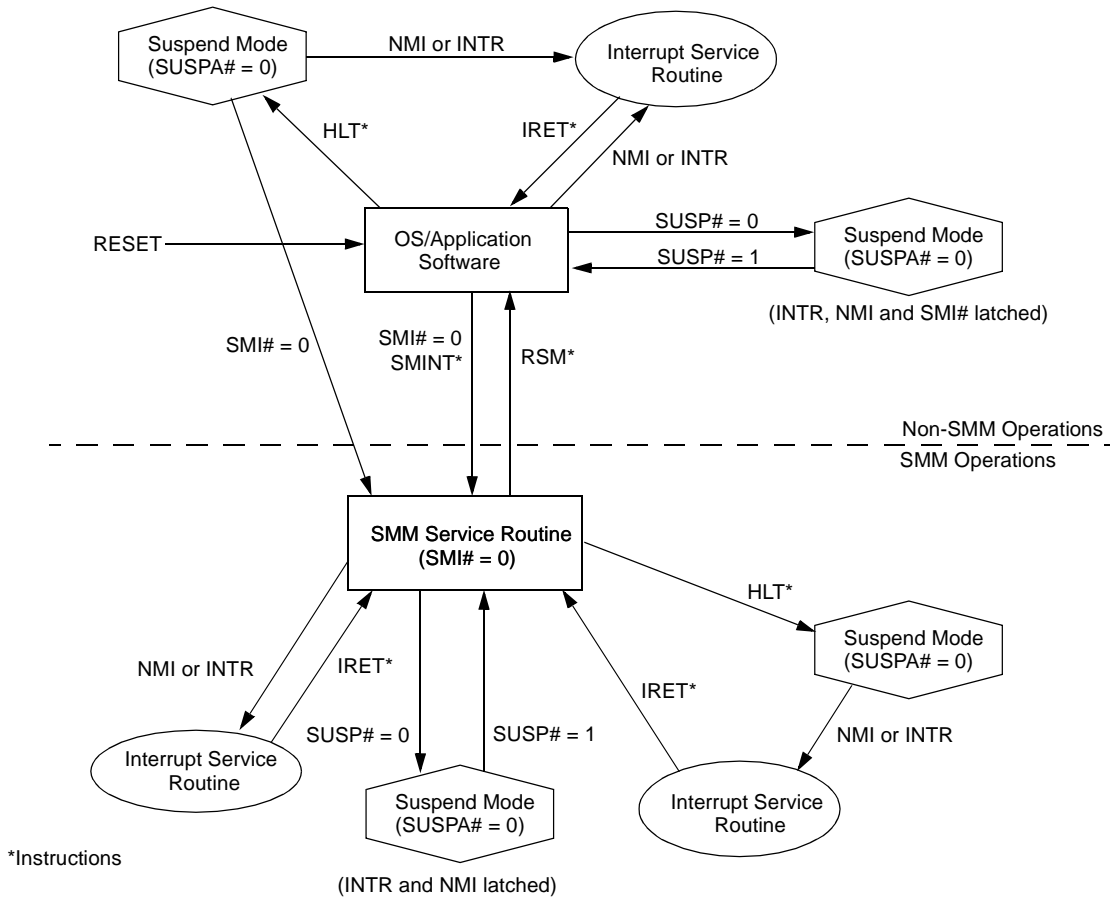 Suspend Mode
(SUSPA# = 0)
NMI or INTR
Interrupt Service
Routine
HLT*
IRET*
NMI or INTR
RESET
OS/Application
Software
SUSP# = 0
SUSP# = 1
Suspend Mode
(SUSPA# = 0)
(INTR, NMI and SMI# latched)
SMI# = 0
SMI# = 0
SMINT*
RSM*
Non-SMM Operations
SMM Operations
SMM Service Routine
(SMI# = 0)
HLT*
NMI or INTR
IRET*
SUSP# = 0
SUSP# = 1
IRET*
Suspend Mode
(SUSPA# = 0)
NMI or INTR
Interrupt Service
Routine
Suspend Mode
(SUSPA# = 0)
Interrupt Service
Routine
*Instructions
(INTR and NMI latched)